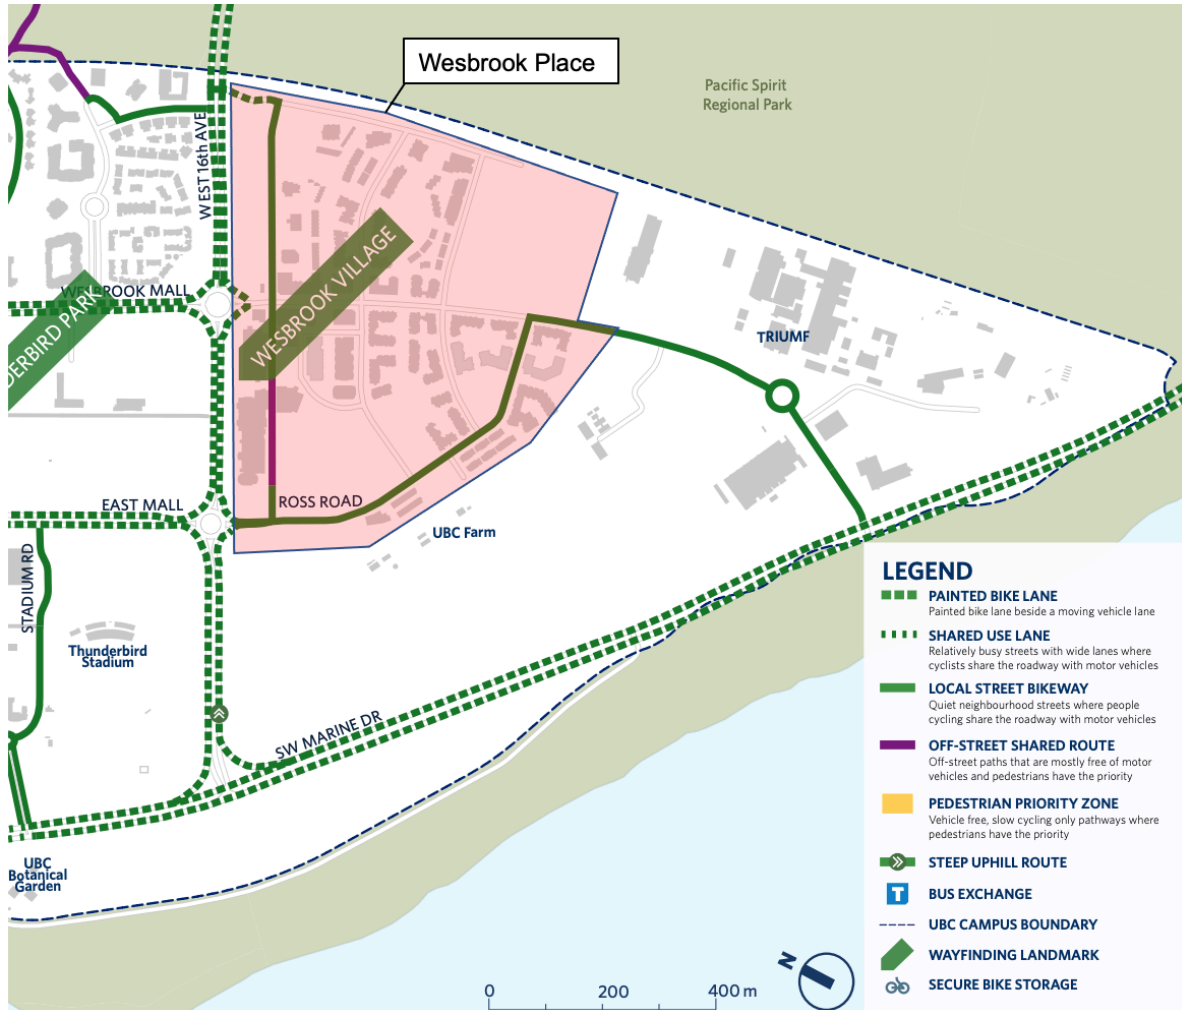 Wesbrook Place
Pacific Spirit
Regional Park
WEST 16th AVE
WESBROOK VILLAGE
WESBROOK MALL
DERBIRD PARK
TRIUMF
EAST MALL
ROSS ROAD
UBC Farm
STADIUM RD
Thunderbird
Stadium
SW MARINE DR
UBC
Botanical
Garden
LEGEND
PAINTED BIKE LANE
Painted bike lane beside a moving vehicle lane
SHARED USE LANE
Relatively busy streets with wide lanes where
cyclists share the roadway with motor vehicles
LOCAL STREET BIKEWAY
Quiet neighbourhood streets where people
cycling share the roadway with motor vehicles
OFF-STREET SHARED ROUTE
Off-street paths that are mostly free of motor
vehicles and pedestrians have the priority
PEDESTRIAN PRIORITY ZONE
Vehicle free, slow cycling only pathways where
pedestrians have the priority
STEEP UPHILL ROUTE
T
BUS EXCHANGE
UBC CAMPUS BOUNDARY
WAYFINDING LANDMARK
SECURE BIKE STORAGE
N
0 200 400 m